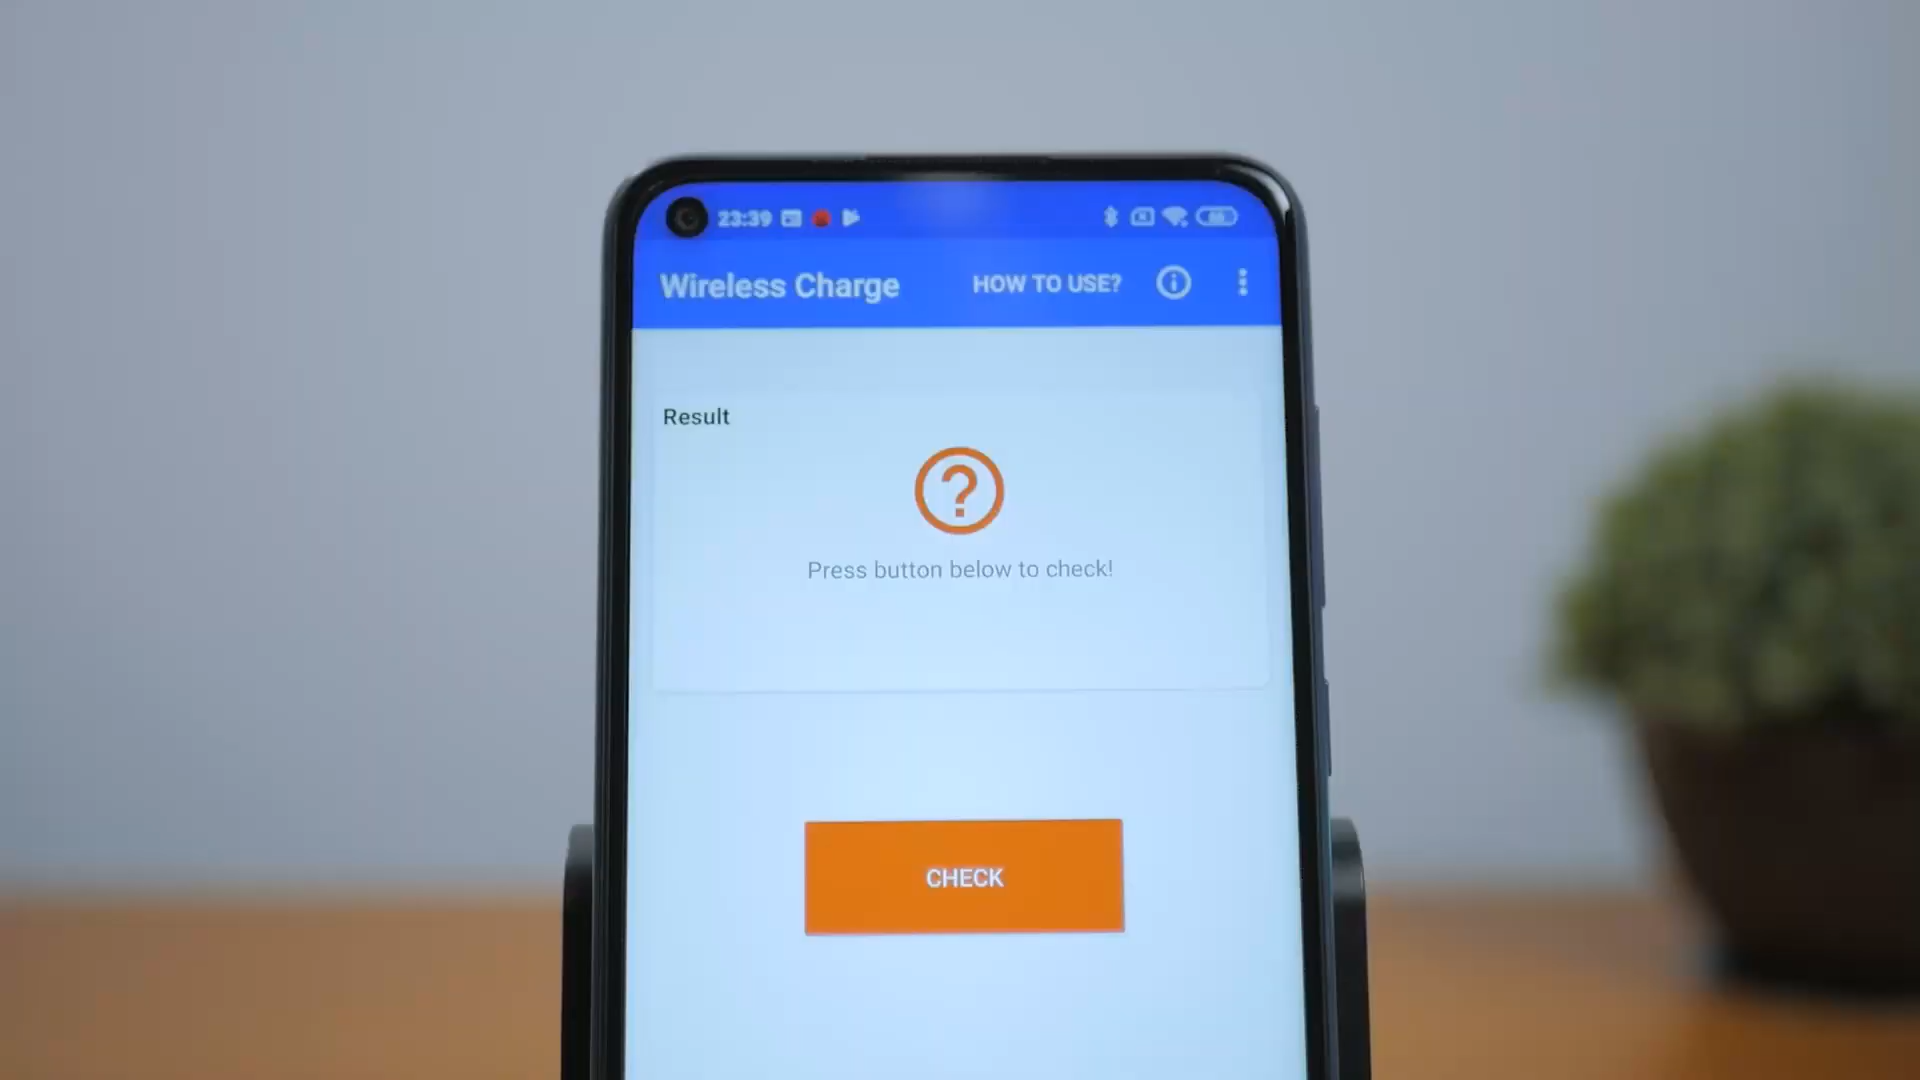 23:39
Wireless Charge HOW TO USE?
Result
Press button below to check!
CHECK